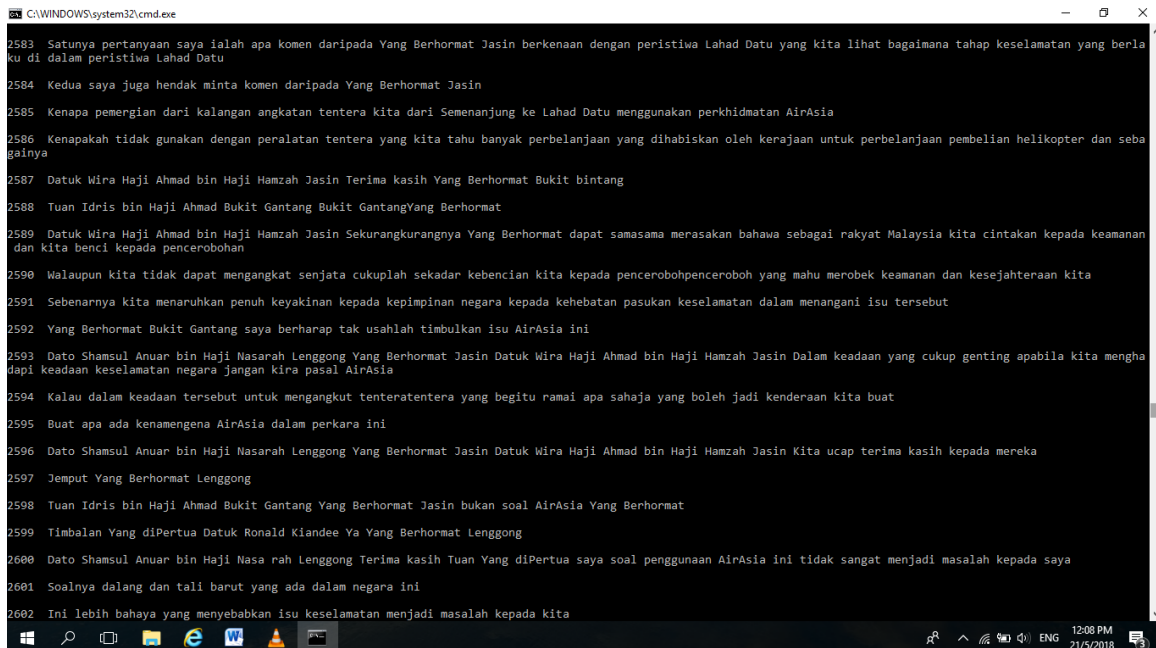 C:\WINDOWS\system32\cmd.exe
2583 Satunya pertanyaan saya ialah apa komen daripada Yang Berhormat Jasin berkenaan dengan peristiwa Lahad Datu yang kita lihat bagaimana tahap keselamatan yang berla
ku di dalam peristiwa Lahad Datu
2584 Kedua saya juga hendak minta komen daripada Yang Berhormat Jasin
2585 Kenapa pemergian dari kalangan angkatan tentera kita dari Semenanjung ke Lahad Datu menggunakan perkhidmatan AirAsia
2586 Kenapakah tidak gunakan dengan peralatan tentera yang kita tahu banyak perbelanjaan yang dihabiskan oleh kerajaan untuk perbelanjaan pembelian helikopter dan seba
gainya
2587 Datuk Wira Haji Ahmad bin Haji Hamzah Jasin Terima kasih Yang Berhormat Bukit bintang
2588 Tuan Idris bin Haji Ahmad Bukit Gantang Bukit GantangYang Berhormat
2589 Datuk Wira Haji Ahmad bin Haji Hamzah Jasin Sekurangkurangnya Yang Berhormat dapat samasama merasakan bahawa sebagai rakyat Malaysia kita cintakan kepada keamanan
dan kita benci kepada pencerobohan
2590 Walaupun kita tidak dapat mengangkat senjata cukuplah sekadar kebencian kita kepada pencerobohpenceroboh yang mahu merobek keamanan dan kesejahteraan kita
2591 Sebenarnya kita menaruhkan penuh keyakinan kepada kepimpinan negara kepada kehebatan pasukan keselamatan dalam menangani isu tersebut
2592 Yang Berhormat Bukit Gantang saya berharap tak usahlah timbulkan isu AirAsia ini
2593 Dato Shamsul Anuar bin Haji Nasarah Lenggong Yang Berhormat Jasin Datuk Wira Haji Ahmad bin Haji Hamzah Jasin Dalam keadaan yang cukup genting apabila kita mengha
dapi keadaan keselamatan negara jangan kira pasal AirAsia
2594 Kalau dalam keadaan tersebut untuk mengangkut tenteratentera yang begitu ramai apa sahaja yang boleh jadi kenderaan kita buat
2595 Buat apa ada kenamengena AirAsia dalam perkara ini
2596 Dato Shamsul Anuar bin Haji Nasarah Lenggong Yang Berhormat Jasin Datuk Wira Haji Ahmad bin Haji Hamzah Jasin Kita ucap terima kasih kepada mereka
2597 Jemput Yang Berhormat Lenggong
2598 Tuan Idris bin Haji Ahmad Bukit Gantang Yang Berhormat Jasin bukan soal AirAsia Yang Berhormat
2599 Timbalan Yang diPertua Datuk Ronald Kiandee Ya Yang Berhormat Lenggong
2600 Dato Shamsul Anuar bin Haji Nasa rah Lenggong Terima kasih Tuan Yang diPertua saya soal penggunaan AirAsia ini tidak sangat menjadi masalah kepada saya
2601 Soalnya dalang dan tali barut yang ada dalam negara ini
2602 Ini lebih bahaya yang menyebabkan isu keselamatan menjadi masalah kepada kita
ENG
12:08 PM
21/5/2018
3